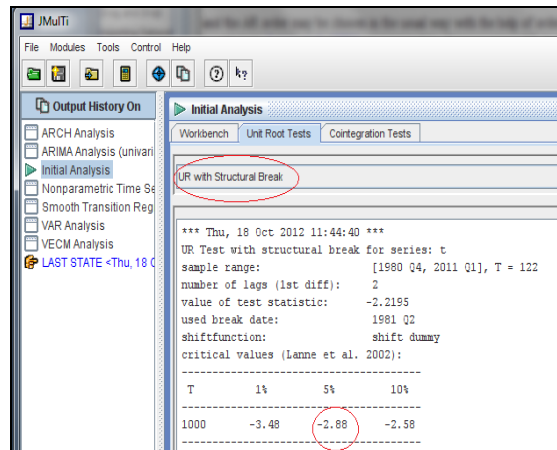 JMulTi
File Modules Tools Control Help
Output History On
ARCH Analysis
ARIMA Analysis (univari
Initial Analysis
Nonparametric Time Se
Smooth Transition Reg
VAR Analysis
VECM Analysis
LAST STATE <Thu, 18 O
Initial Analysis
Workbench Unit Root Tests Cointegration Tests
UR with Structural Break
*** Thu, 18 Oct 2012 11:44:40 ***
UR Test with structural break for series: t
sample range: [1980 Q4, 2011 Q1], T = 122
number of lags (1st diff): 2
value of test statistic: -2.2195
used break date: 1981 Q2
shiftfunction: shift dummy
critical values (Lanne et al. 2002):
---------------------------------------
T 1% 5% 10%
---------------------------------------
1000 -3.48 -2.88 -2.58
---------------------------------------